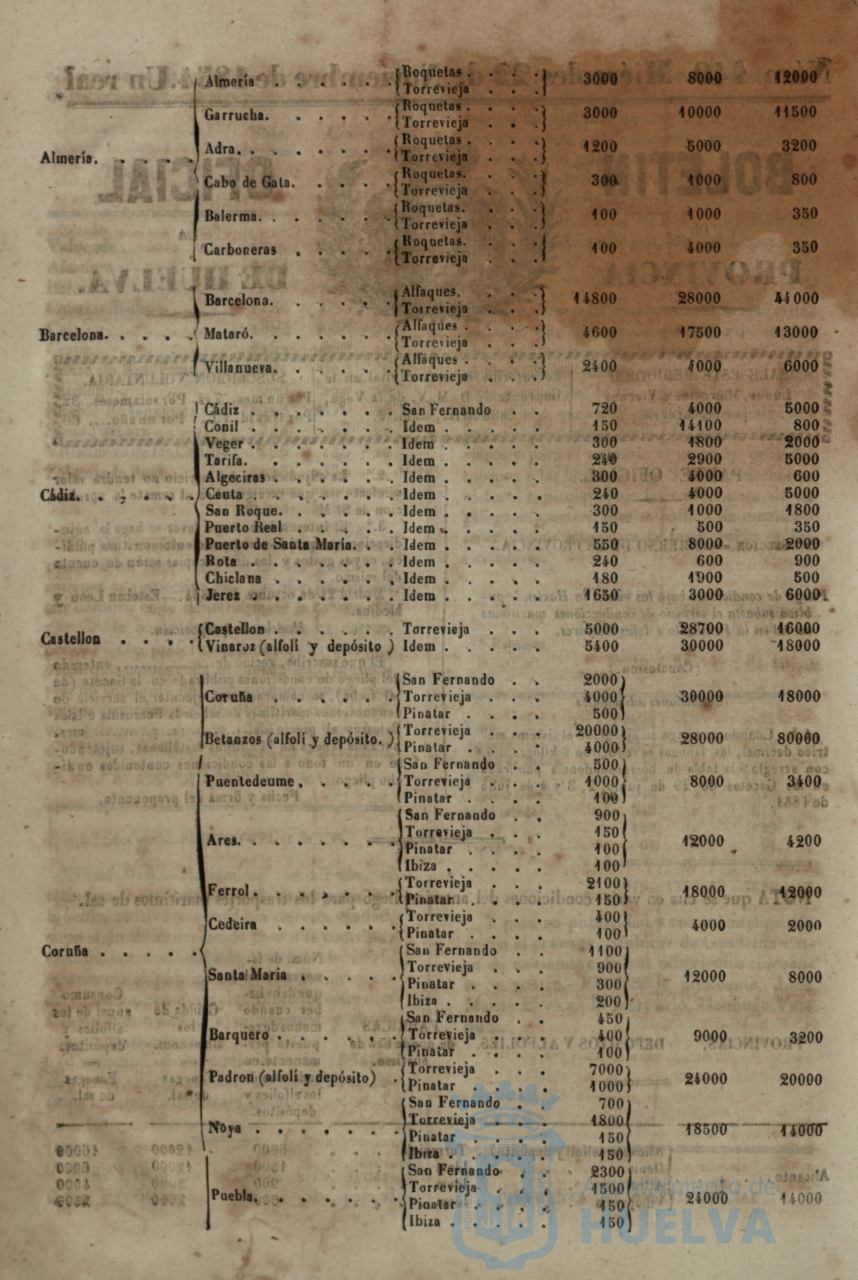 Almería . . . . . . {Roquetas . . . .} 3000 8000 12000
{Torrevieja . . .}
Garrucha. . . . . . {Roquetas . . . .} 3000 10000 11500
{Torrevieja . . .}
Adra. . . . . . . . {Roquetas . . . .} 1200 5000 3200
{Torrevieja . . .}
Almería. . . . .
Cabo de Gata. . . . . {Roquetas. . . .} 300 1000 800
{Torrevieja . . .}
Balerma. . . . . . . {Roquetas. . . .} 100 1000 350
{Torrevieja . . .}
Carboneras . . . . . {Roquetas. . . .} 100 4000 350
{Torrevieja . . .}
Barcelona. . . . . . {Alfaques. . . .} 14800 28000 44000
{Torrevieja . . .}
Barcelona. . . . . Mataró. . . . . . . {Alfaques . . . .} 4600 17500 13000
{Torrevieja . . .}
Villanueva. . . . . . {Alfaques . . . .} 2400 4000 6000
{Torrevieja . . .}
Cádiz . . . . . . . San Fernando . . 720 4000 5000
Conil . . . . . . . Idem . . . . . 150 14100 800
Veger . . . . . . . Idem . . . . . 300 1800 2000
Tarifa. . . . . . . Idem . . . . . 240 2900 5000
Algeciras . . . . . . Idem . . . . . 300 4000 600
Cádiz. . . . . Ceuta . . . . . . . Idem . . . . . 240 4000 5000
San Roque. . . . . . Idem . . . . . 300 1000 1800
Puerto Real . . . . . Idem . . . . . 150 500 350
Puerto de Santa María. . . Idem . . . . . 550 8000 2000
Rota . . . . . . . Idem . . . . . 240 600 900
Chiclana . . . . . . Idem . . . . . 180 1900 500
Jerez . . . . . . . Idem . . . . . 1650 3000 6000
Castellon . . . . {Castellon . . . . . . Torrevieja . . . 5000 28700 16000
{Vinaroz (alfolí y depósito ) Idem . . . . . 5400 30000 18000
{San Fernando . . 2000}
Coruña . . . . . . {Torrevieja . . . 4000} 30000 18000
{Pinatar . . . . 500}
Betanzos (alfolí y depósito.) {Torrevieja . . . 20000} 28000 80000
{Pinatar . . . . 4000}
{San Fernando . . 500}
Puentedeume, . . . . {Torrevieja . . . 1000} 8000 3400
{Pinatar . . . . 100}
{San Fernando . . 900}
Ares. . . . . . . . {Torrevieja . . . 150} 12000 4200
{Pinatar . . . . 100}
{Ibiza . . . . . 100}
Ferrol. . . . . . . {Torrevieja . . . 2100} 18000 12000
{Pinatar . . . . 150}
Cedeira . . . . . . {Torrevieja . . . 400} 4000 2000
{Pinatar . . . . 100}
Coruña . . . . . {San Fernando . . 1100}
Santa María . . . . . {Torrevieja . . . 900} 12000 8000
{Pinatar . . . . 300}
{Ibiza . . . . . 200}
{San Fernando . . 450}
Barquero . . . . . . {Torrevieja . . . 400} 9000 3200
{Pinatar . . . . 100}
Padron (alfolí y depósito) . {Torrevieja . . . 7000} 24000 20000
{Pinatar . . . . 1000}
{San Fernando . . 700}
Noya . . . . . . . {Torrevieja . . . 1800} 18500 14000
{Pinatar . . . . 150}
{Ibiza . . . . . 150}
{San Fernando . . 2300}
Puebla. . . . . . . {Torrevieja . . . 1500} 24000 14000
{Pinatar . . . . 150}
{Ibiza . . . . . 150}
Ayuntamiento de
HUELVA